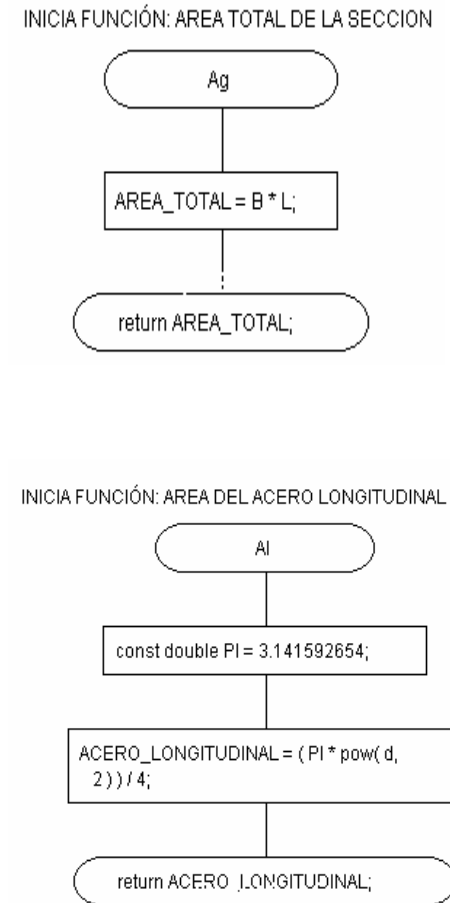 INICIA FUNCIÓN: AREA TOTAL DE LA SECCION
Ag
AREA_TOTAL = B * L;
return AREA_TOTAL;
INICIA FUNCIÓN: AREA DEL ACERO LONGITUDINAL
Al
const double PI = 3.141592654;
ACERO_LONGITUDINAL = ( PI * pow( d,
2 ) ) / 4;
return ACERO_LONGITUDINAL;